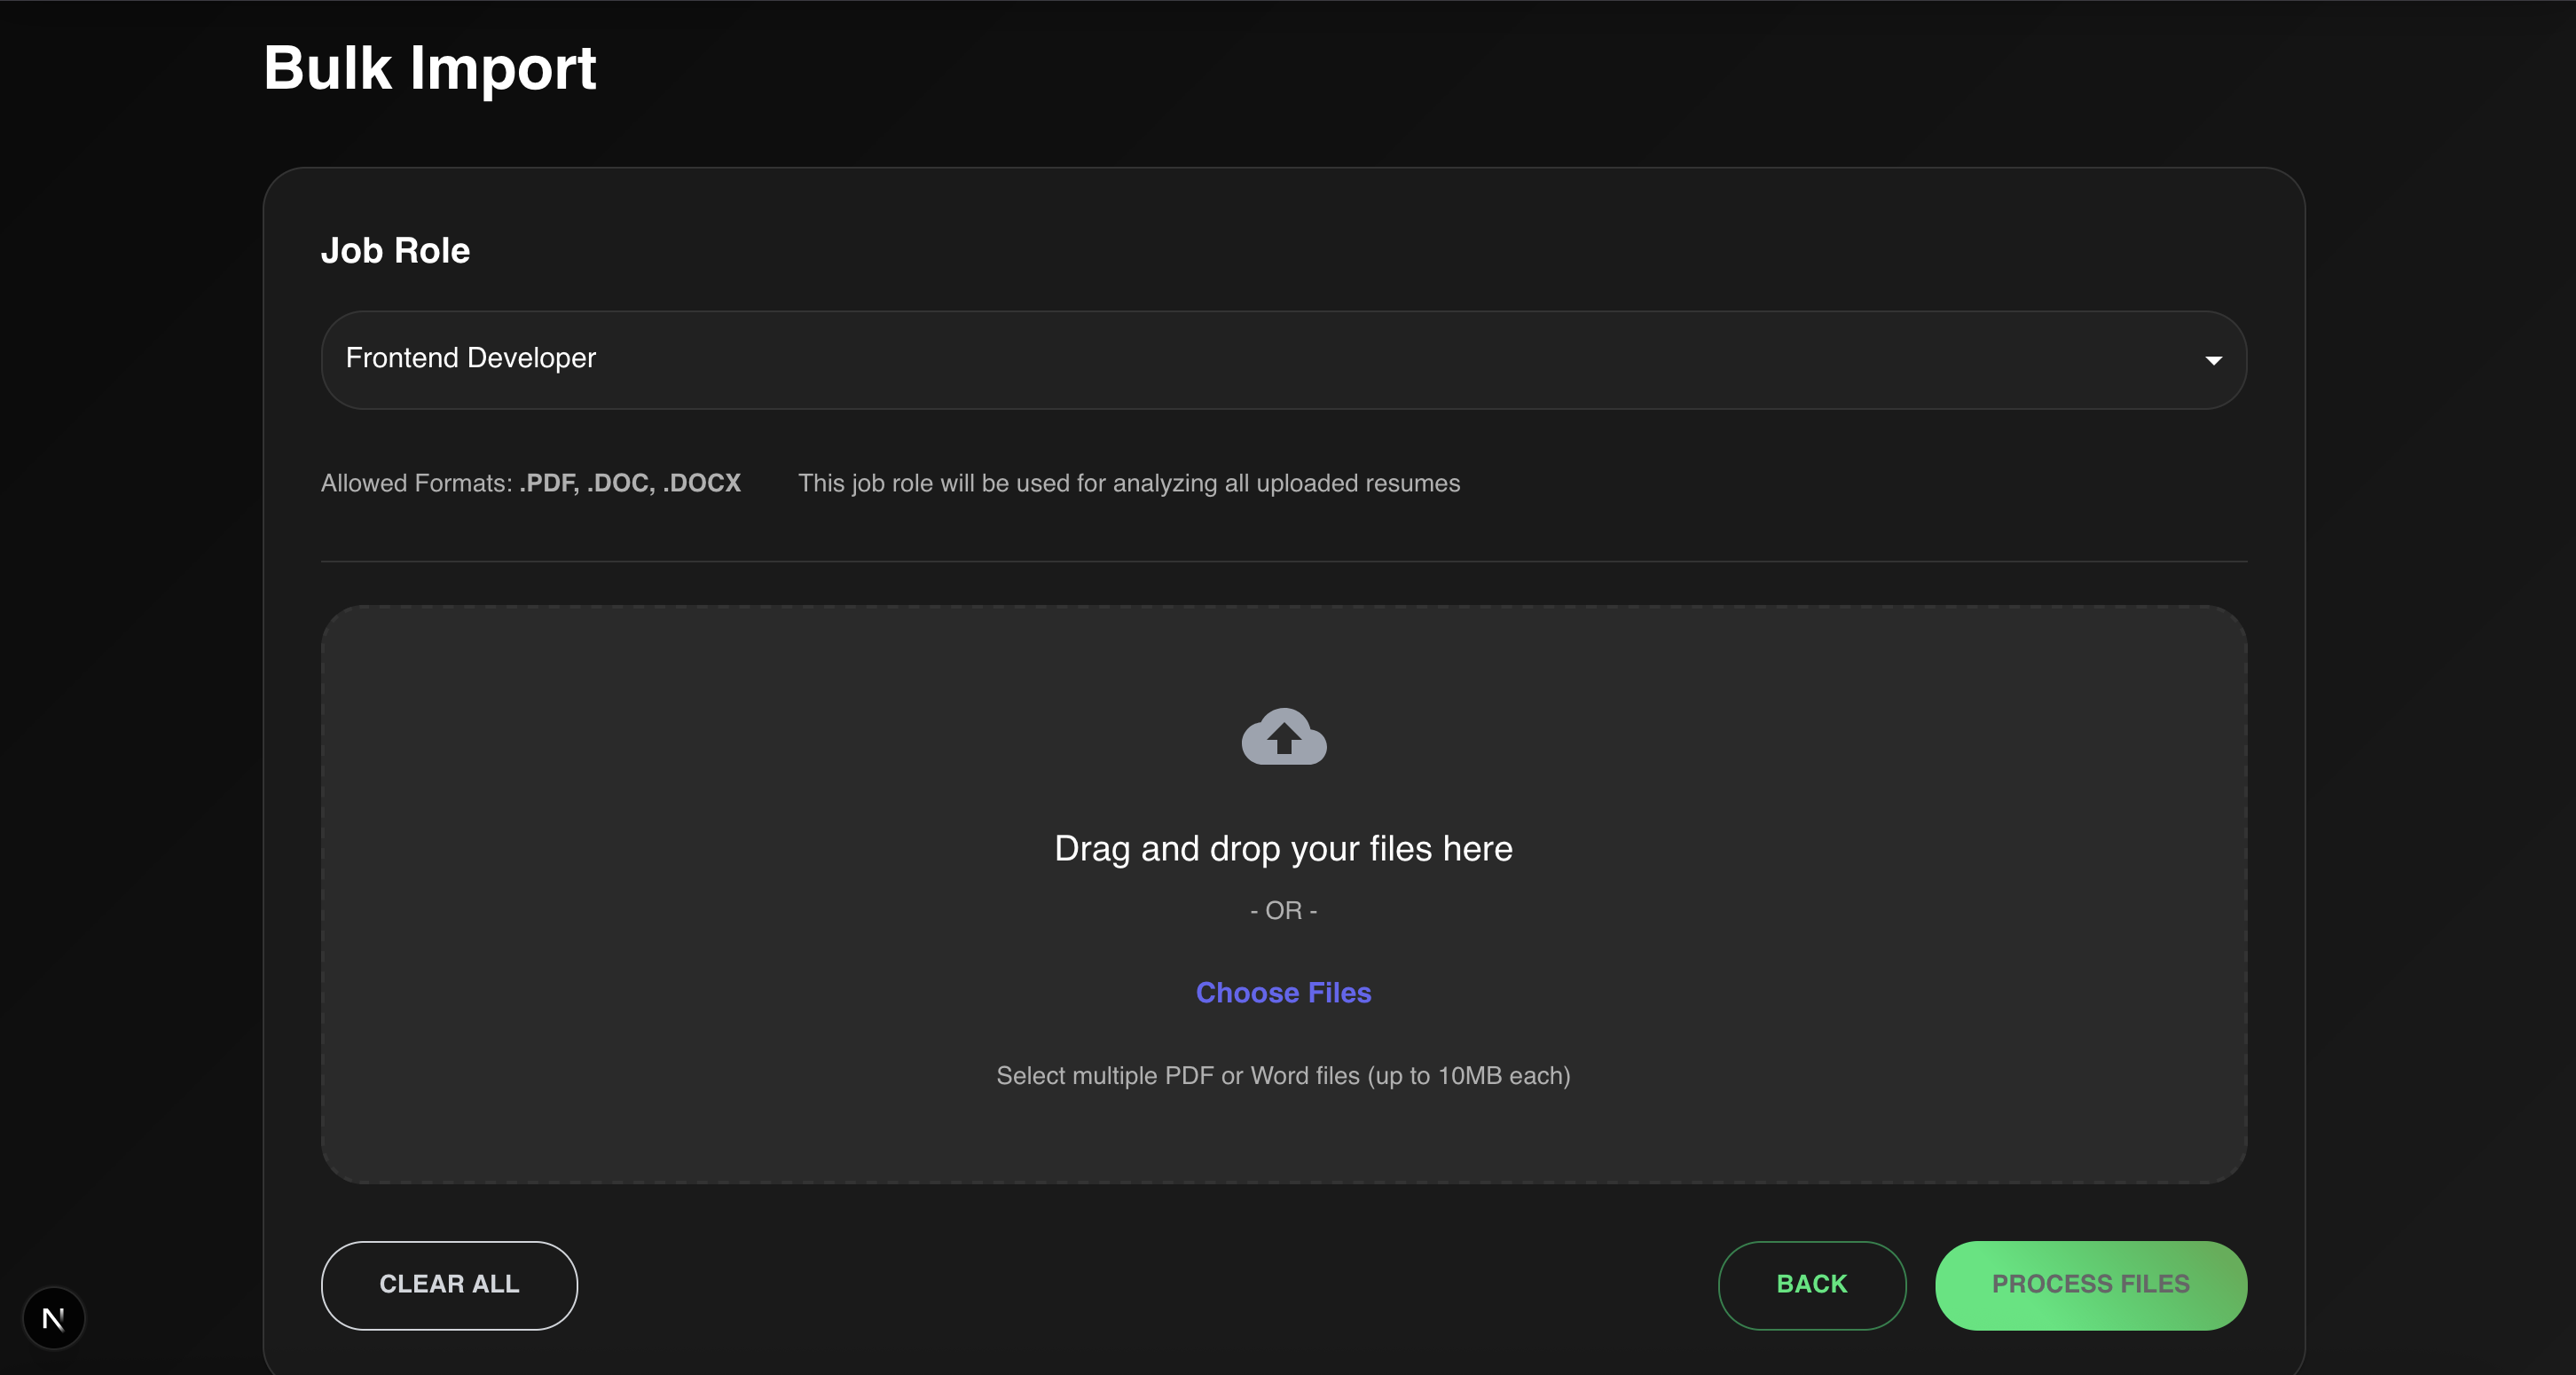 Bulk Import
Job Role
Frontend Developer
Allowed Formats: .PDF, .DOC, .DOCX This job role will be used for analyzing all uploaded resumes
Drag and drop your files here
- OR -
Choose Files
Select multiple PDF or Word files (up to 10MB each)
CLEAR ALL BACK PROCESS FILES
N